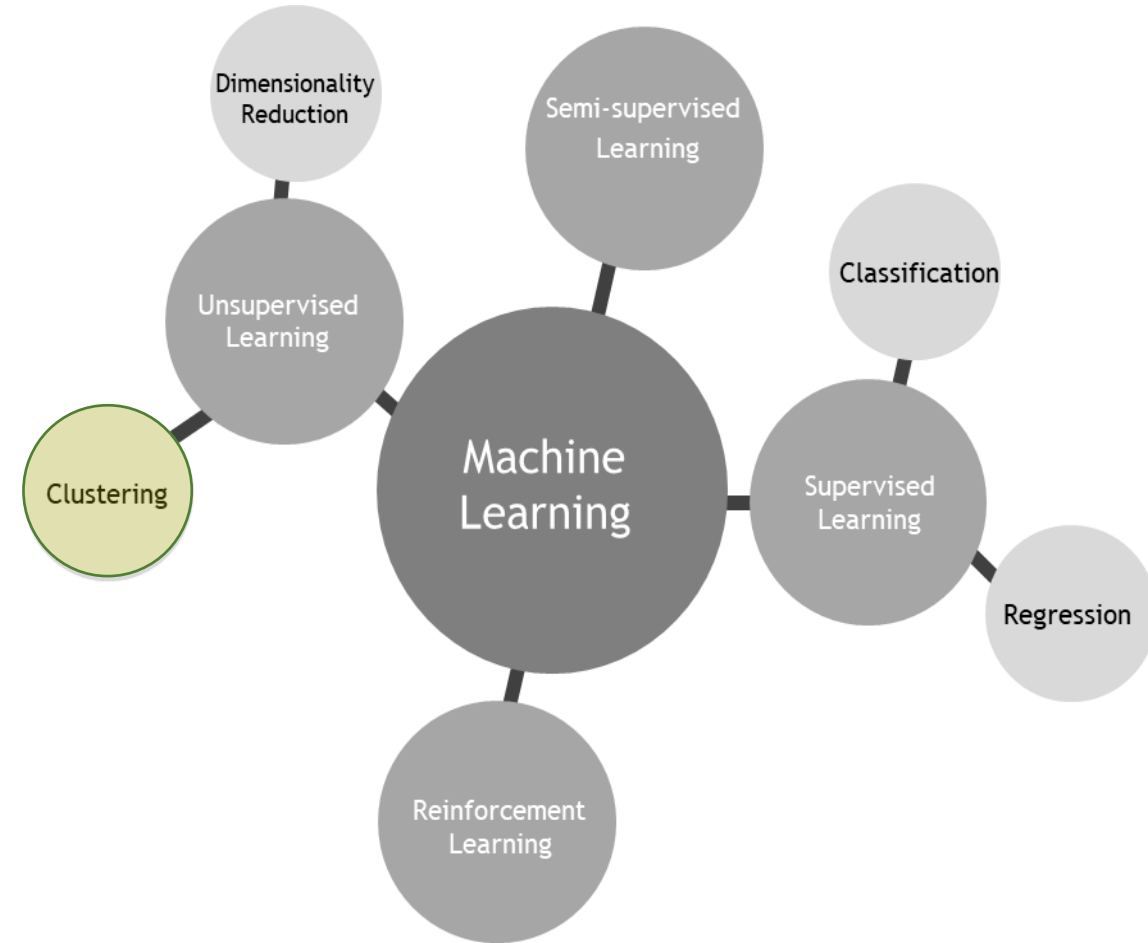 Dimensionality
Reduction
Semi-supervised
Learning
Classification
Unsupervised
Learning
Machine
Learning
Clustering
Supervised
Learning
Regression
Reinforcement
Learning